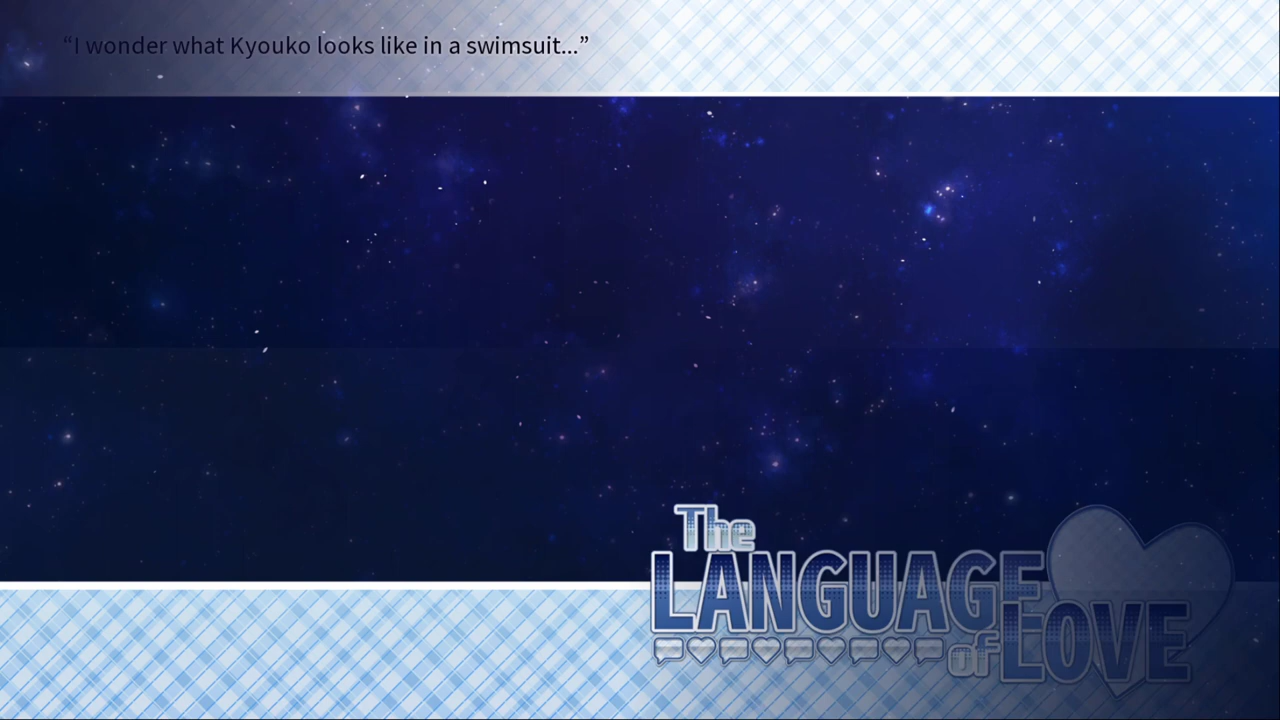 “I wonder what Kyouko looks like in a swimsuit...”
The
LANGUAGE
of LOVE